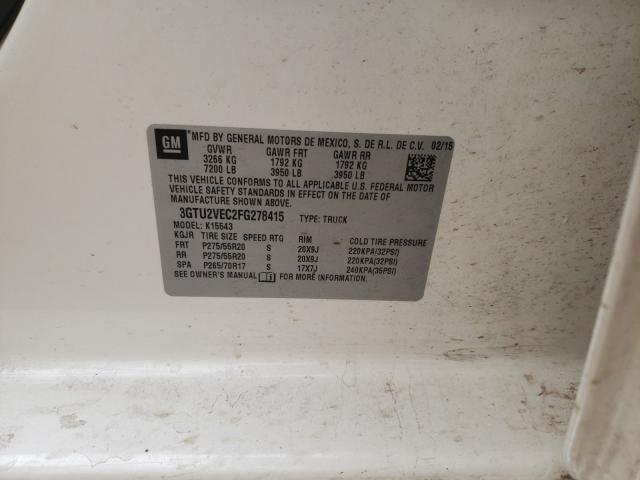 GM *MFD BY GENERAL MOTORS DE MEXICO, S. DE R.L. DE C.V. 02/15
GVWR GAWR FRT GAWR RR
3266 KG 1792 KG 1792 KG
7200 LB 3950 LB 3950 LB
THIS VEHICLE CONFORMS TO ALL APPLICABLE U.S. FEDERAL MOTOR
VEHICLE SAFETY STANDARDS IN EFFECT ON THE DATE OF
MANUFACTURE SHOWN ABOVE.
3GTU2VEC2FG278415 TYPE: TRUCK
MODEL: K15543
KGJR TIRE SIZE SPEED RTG RIM COLD TIRE PRESSURE
FRT P275/55R20 S 20X9J 220KPA(32PSI)
RR P275/55R20 S 20X9J 220KPA(32PSI)
SPA P265/70R17 S 17X7J 240KPA(35PSI)
SEE OWNER'S MANUAL FOR MORE INFORMATION.